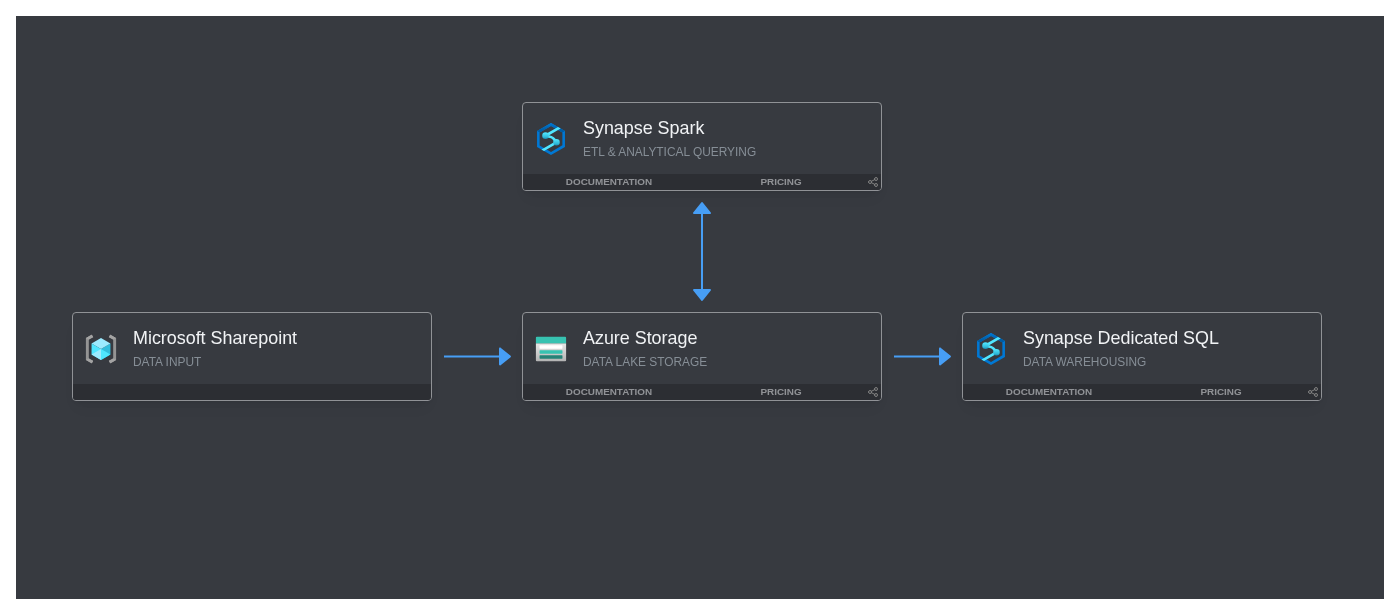 Synapse Spark
ETL & ANALYTICAL QUERYING
DOCUMENTATION PRICING
Microsoft Sharepoint
DATA INPUT
Azure Storage
DATA LAKE STORAGE
DOCUMENTATION PRICING
Synapse Dedicated SQL
DATA WAREHOUSING
DOCUMENTATION PRICING